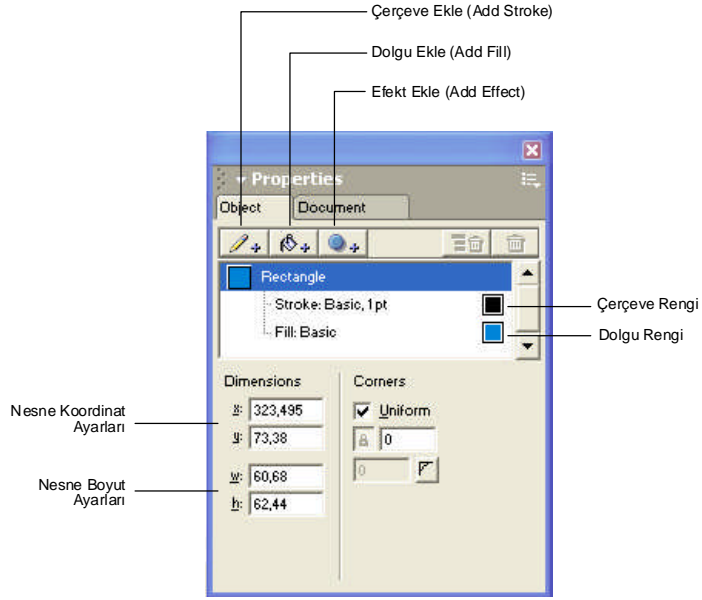 Çerçeve Ekle (Add Stroke)
Dolgu Ekle (Add Fill)
Efekt Ekle (Add Effect)
Properties
Object Document
Rectangle
Stroke: Basic, 1pt
Fill: Basic
Çerçeve Rengi
Dolgu Rengi
Dimensions
x: 323,495
y: 73,38
w: 60,68
h: 62,44
Corners
Uniform
0
0
Nesne Koordinat
Ayarları
Nesne Boyut
Ayarları